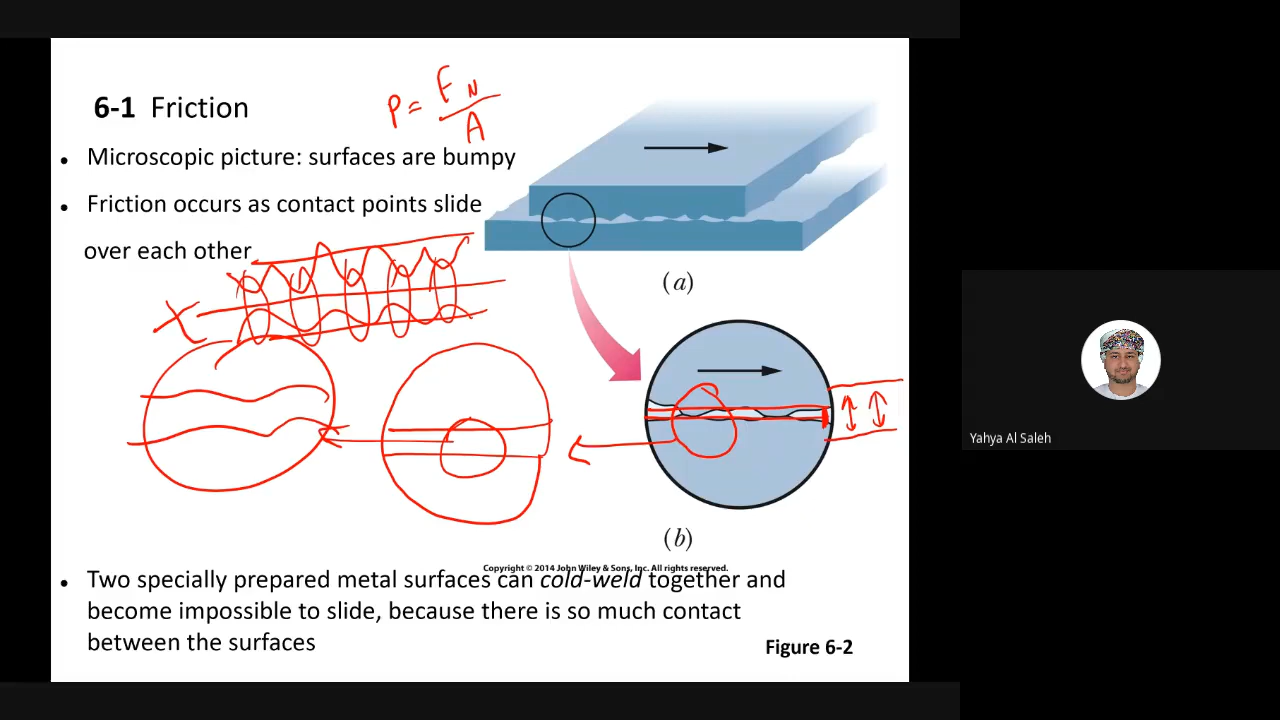 6-1 Friction
P = FN / A
• Microscopic picture: surfaces are bumpy
• Friction occurs as contact points slide
over each other
(a)
(b)
Copyright © 2014 John Wiley & Sons, Inc. All rights reserved.
• Two specially prepared metal surfaces can cold-weld together and
become impossible to slide, because there is so much contact
between the surfaces
Figure 6-2
Yahya Al Saleh